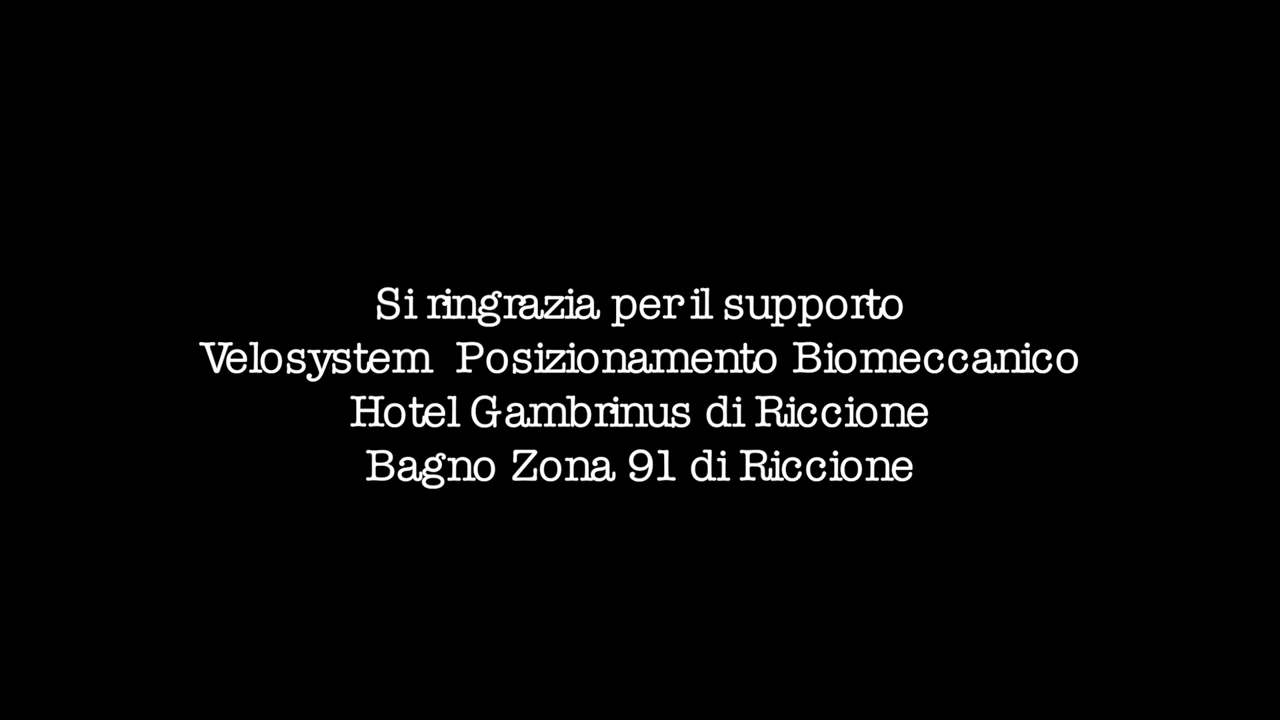 Si ringrazia per il supporto
Velosystem  Posizionamento Biomeccanico
Hotel Gambrinus di Riccione
Bagno Zona 91 di Riccione